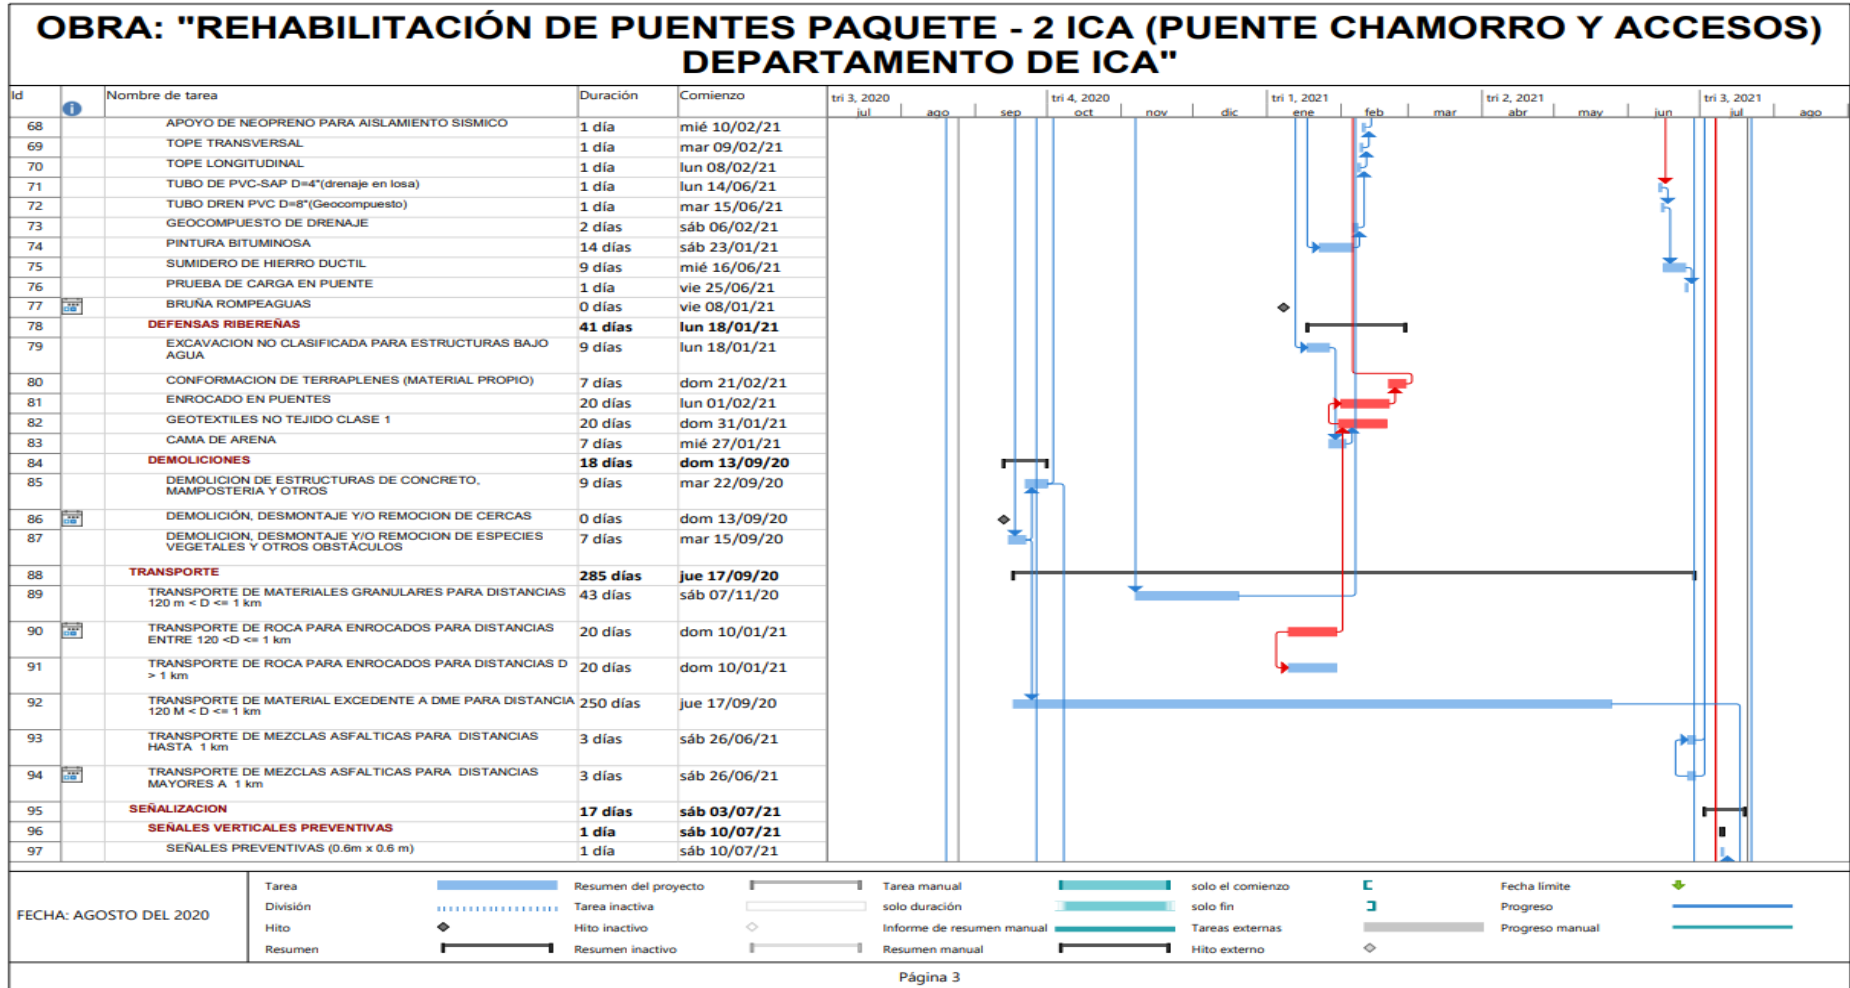 OBRA: "REHABILITACIÓN DE PUENTES PAQUETE - 2 ICA (PUENTE CHAMORRO Y ACCESOS)
DEPARTAMENTO DE ICA"
Id Nombre de tarea Duración Comienzo tri 3, 2020 tri 4, 2020 tri 1, 2021 tri 2, 2021 tri 3, 2021
jul ago sep oct nov dic ene feb mar abr may jun jul ago
68 APOYO DE NEOPRENO PARA AISLAMIENTO SISMICO 1 día mié 10/02/21
69 TOPE TRANSVERSAL 1 día mar 09/02/21
70 TOPE LONGITUDINAL 1 día lun 08/02/21
71 TUBO DE PVC-SAP D=4"(drenaje en losa) 1 día lun 14/06/21
72 TUBO DREN PVC D=8"(Geocompuesto) 1 día mar 15/06/21
73 GEOCOMPUESTO DE DRENAJE 2 días sáb 06/02/21
74 PINTURA BITUMINOSA 14 días sáb 23/01/21
75 SUMIDERO DE HIERRO DUCTIL 9 días mié 16/06/21
76 PRUEBA DE CARGA EN PUENTE 1 día vie 25/06/21
77 BRUÑA ROMPEAGUAS 0 días vie 08/01/21
78 DEFENSAS RIBEREÑAS 41 días lun 18/01/21
79 EXCAVACION NO CLASIFICADA PARA ESTRUCTURAS BAJO 9 días lun 18/01/21
AGUA
80 CONFORMACION DE TERRAPLENES (MATERIAL PROPIO) 7 días dom 21/02/21
81 ENROCADO EN PUENTES 20 días lun 01/02/21
82 GEOTEXTILES NO TEJIDO CLASE 1 20 días dom 31/01/21
83 CAMA DE ARENA 7 días mié 27/01/21
84 DEMOLICIONES 18 días dom 13/09/20
85 DEMOLICION DE ESTRUCTURAS DE CONCRETO, 9 días mar 22/09/20
MAMPOSTERIA Y OTROS
86 DEMOLICIÓN, DESMONTAJE Y/O REMOCION DE CERCAS 0 días dom 13/09/20
87 DEMOLICION, DESMONTAJE Y/O REMOCION DE ESPECIES 7 días mar 15/09/20
VEGETALES Y OTROS OBSTÁCULOS
88 TRANSPORTE 285 días jue 17/09/20
89 TRANSPORTE DE MATERIALES GRANULARES PARA DISTANCIAS 43 días sáb 07/11/20
120 m < D <= 1 km
90 TRANSPORTE DE ROCA PARA ENROCADOS PARA DISTANCIAS 20 días dom 10/01/21
ENTRE 120 <D <= 1 km
91 TRANSPORTE DE ROCA PARA ENROCADOS PARA DISTANCIAS D 20 días dom 10/01/21
> 1 km
92 TRANSPORTE DE MATERIAL EXCEDENTE A DME PARA DISTANCIA 250 días jue 17/09/20
120 M < D <= 1 km
93 TRANSPORTE DE MEZCLAS ASFALTICAS PARA DISTANCIAS 3 días sáb 26/06/21
HASTA 1 km
94 TRANSPORTE DE MEZCLAS ASFALTICAS PARA DISTANCIAS 3 días sáb 26/06/21
MAYORES A 1 km
95 SEÑALIZACION 17 días sáb 03/07/21
96 SEÑALES VERTICALES PREVENTIVAS 1 día sáb 10/07/21
97 SEÑALES PREVENTIVAS (0.6m x 0.6 m) 1 día sáb 10/07/21
FECHA: AGOSTO DEL 2020
Tarea Resumen del proyecto Tarea manual solo el comienzo Fecha límite
División Tarea inactiva solo duración solo fin Progreso
Hito Hito inactivo Informe de resumen manual Tareas externas Progreso manual
Resumen Resumen inactivo Resumen manual Hito externo
Página 3